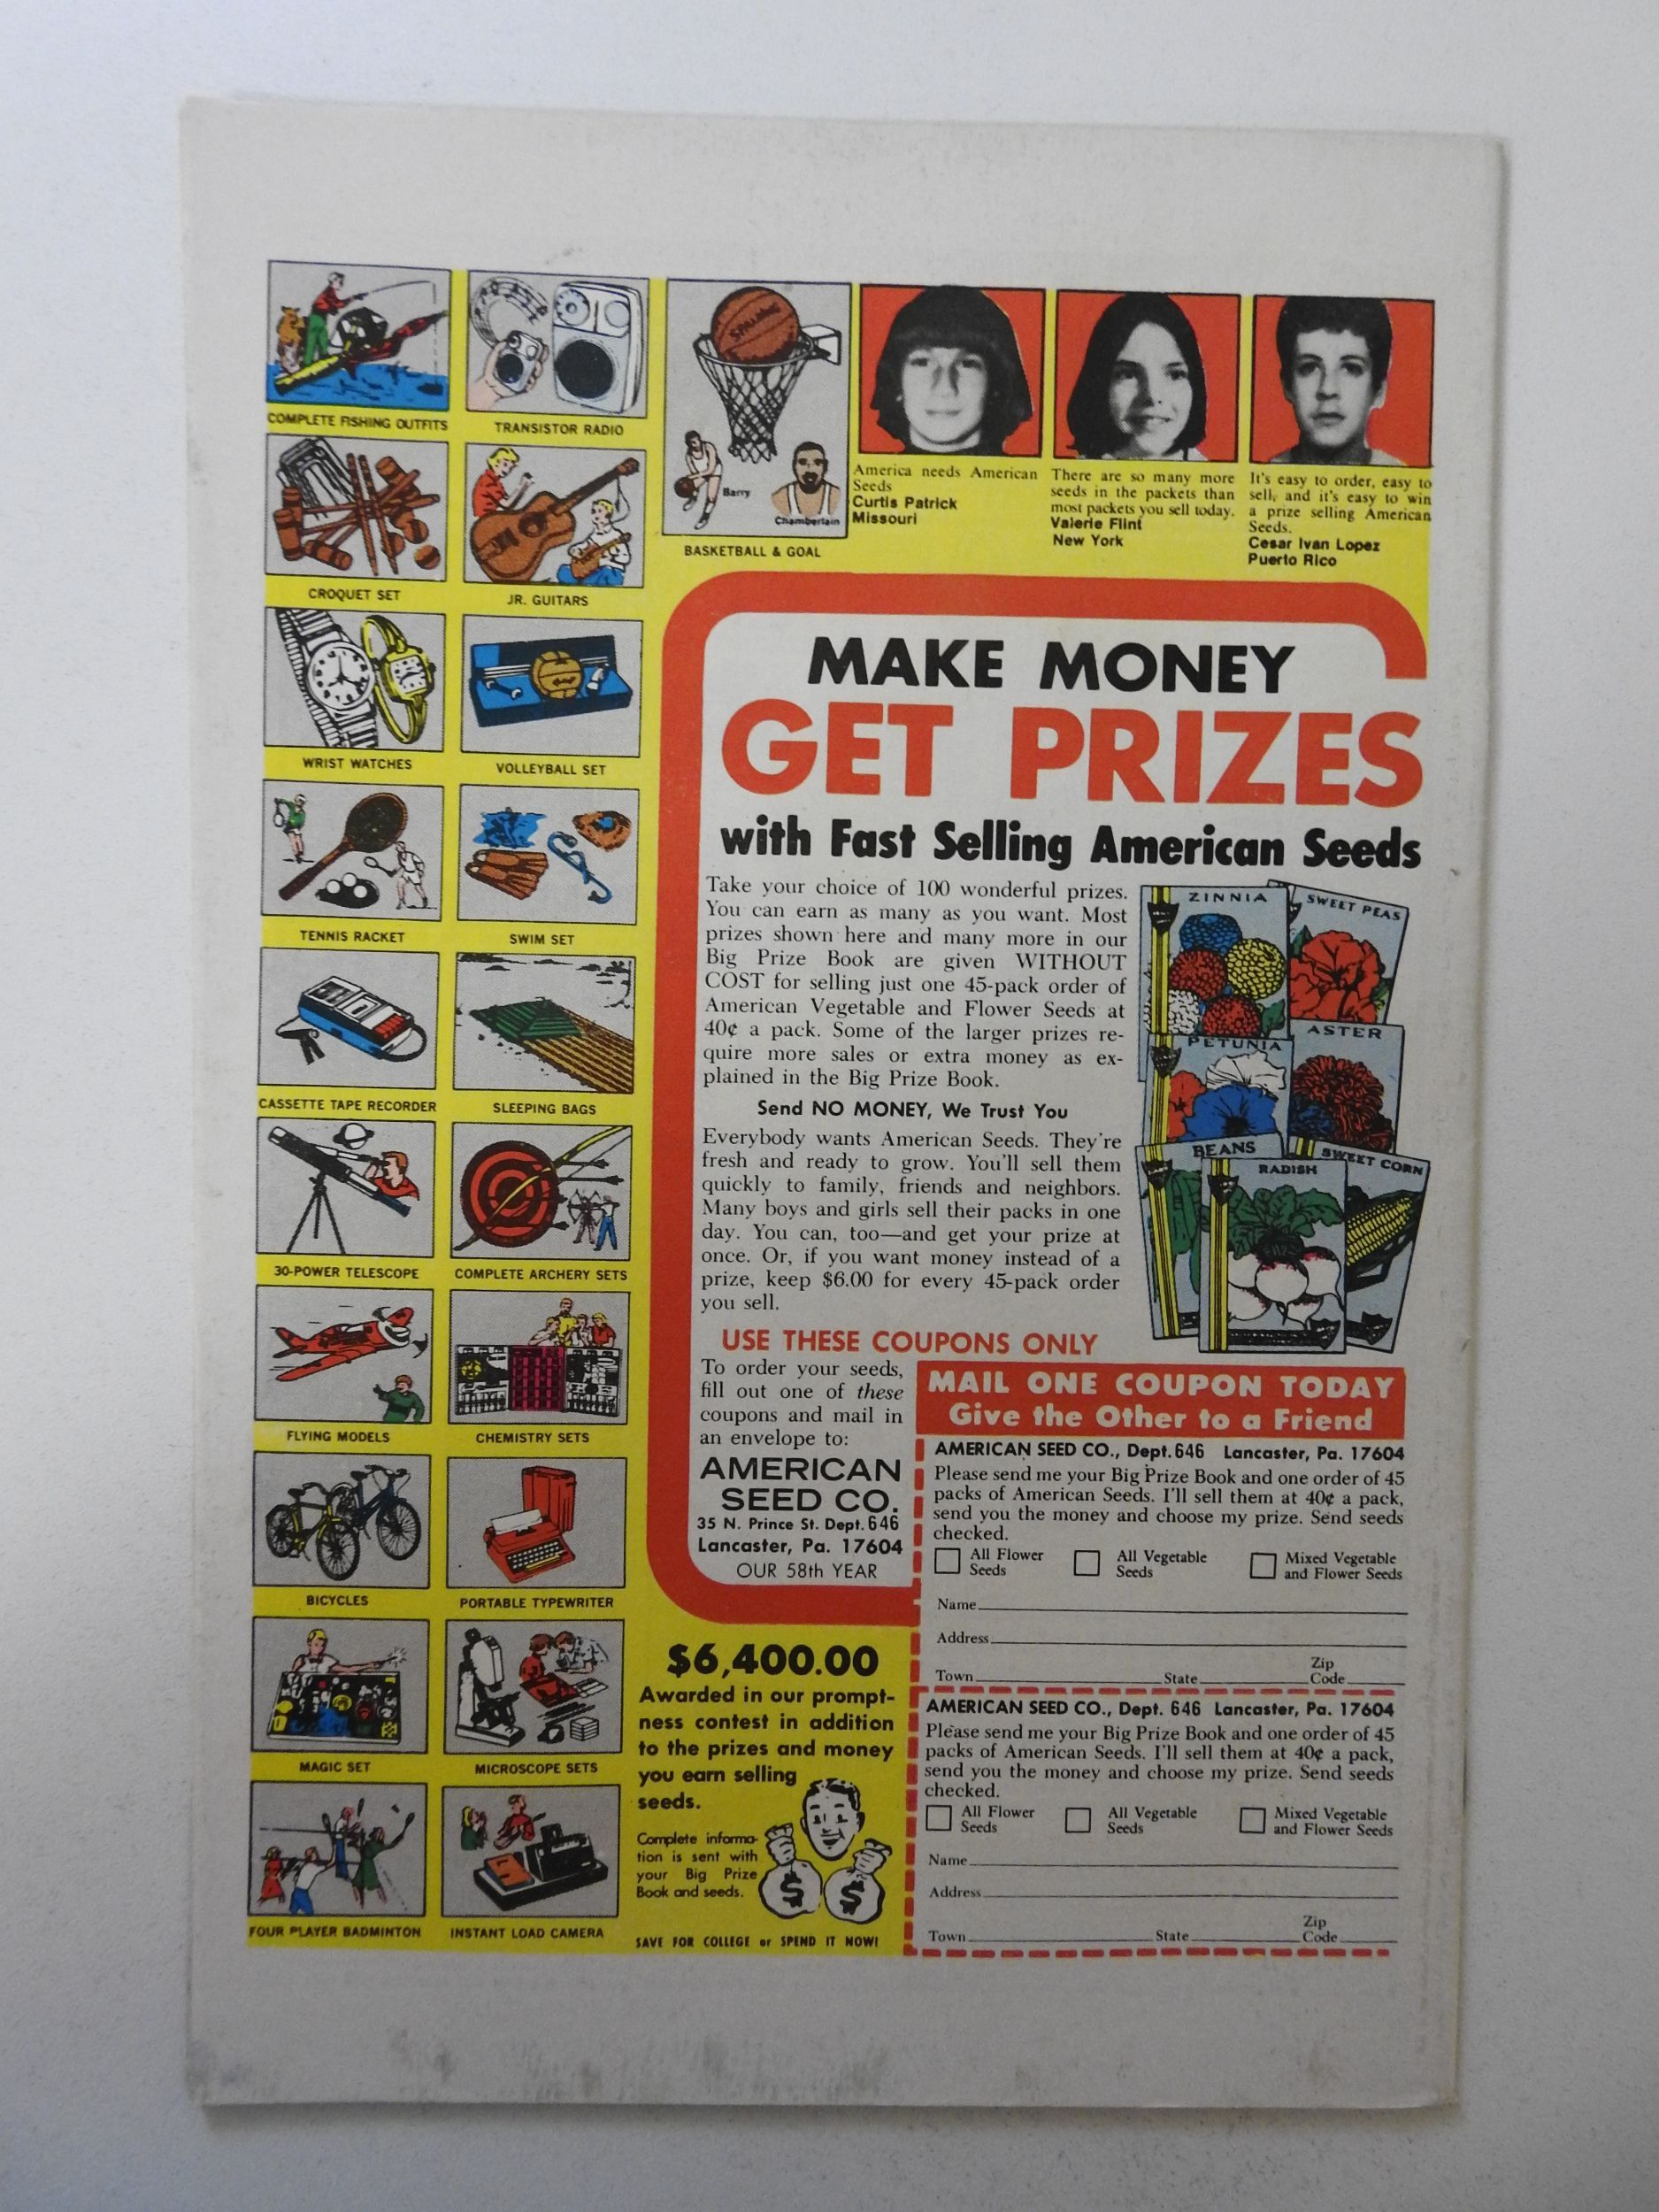 COMPLETE FISHING OUTFITS
TRANSISTOR RADIO
SPALDING
Barry
Chamberlain
BASKETBALL & GOAL
America needs American
Seeds
Curtis Patrick
Missouri
There are so many more
seeds in the packets than
most packets you sell today.
Valerie Flint
New York
It's easy to order, easy to
sell, and it's easy to win
a prize selling American
Seeds.
Cesar Ivan Lopez
Puerto Rico
CROQUET SET
JR. GUITARS
WRIST WATCHES
VOLLEYBALL SET
TENNIS RACKET
SWIM SET
CASSETTE TAPE RECORDER
SLEEPING BAGS
30-POWER TELESCOPE
COMPLETE ARCHERY SETS
FLYING MODELS
CHEMISTRY SETS
BICYCLES
PORTABLE TYPEWRITER
MAGIC SET
MICROSCOPE SETS
FOUR PLAYER BADMINTON
INSTANT LOAD CAMERA
MAKE MONEY
GET PRIZES
with Fast Selling American Seeds
Take your choice of 100 wonderful prizes.
You can earn as many as you want. Most
prizes shown here and many more in our
Big Prize Book are given WITHOUT
COST for selling just one 45-pack order of
American Vegetable and Flower Seeds at
40¢ a pack. Some of the larger prizes re-
quire more sales or extra money as ex-
plained in the Big Prize Book.
Send NO MONEY, We Trust You
Everybody wants American Seeds. They're
fresh and ready to grow. You'll sell them
quickly to family, friends and neighbors.
Many boys and girls sell their packs in one
day. You can, too—and get your prize at
once. Or, if you want money instead of a
prize, keep $6.00 for every 45-pack order
you sell.
ZINNIA
SWEET PEAS
PETUNIA
ASTER
BEANS
RADISH
SWEET CORN
USE THESE COUPONS ONLY
To order your seeds,
fill out one of these
coupons and mail in
an envelope to:
AMERICAN
SEED CO.
35 N. Prince St. Dept. 646
Lancaster, Pa. 17604
OUR 58th YEAR
MAIL ONE COUPON TODAY
Give the Other to a Friend
AMERICAN SEED CO., Dept. 646 Lancaster, Pa. 17604
Please send me your Big Prize Book and one order of 45
packs of American Seeds. I'll sell them at 40¢ a pack,
send you the money and choose my prize. Send seeds
checked.
All Flower
Seeds
All Vegetable
Seeds
Mixed Vegetable
and Flower Seeds
Name
Address
Town State Zip
Code
AMERICAN SEED CO., Dept. 646 Lancaster, Pa. 17604
Please send me your Big Prize Book and one order of 45
packs of American Seeds. I'll sell them at 40¢ a pack,
send you the money and choose my prize. Send seeds
checked.
All Flower
Seeds
All Vegetable
Seeds
Mixed Vegetable
and Flower Seeds
Name
Address
Town State Zip
Code
$6,400.00
Awarded in our prompt-
ness contest in addition
to the prizes and money
you earn selling
seeds.
Complete informa-
tion is sent with
your Big Prize
Book and seeds.
$ $
SAVE FOR COLLEGE or SPEND IT NOW!